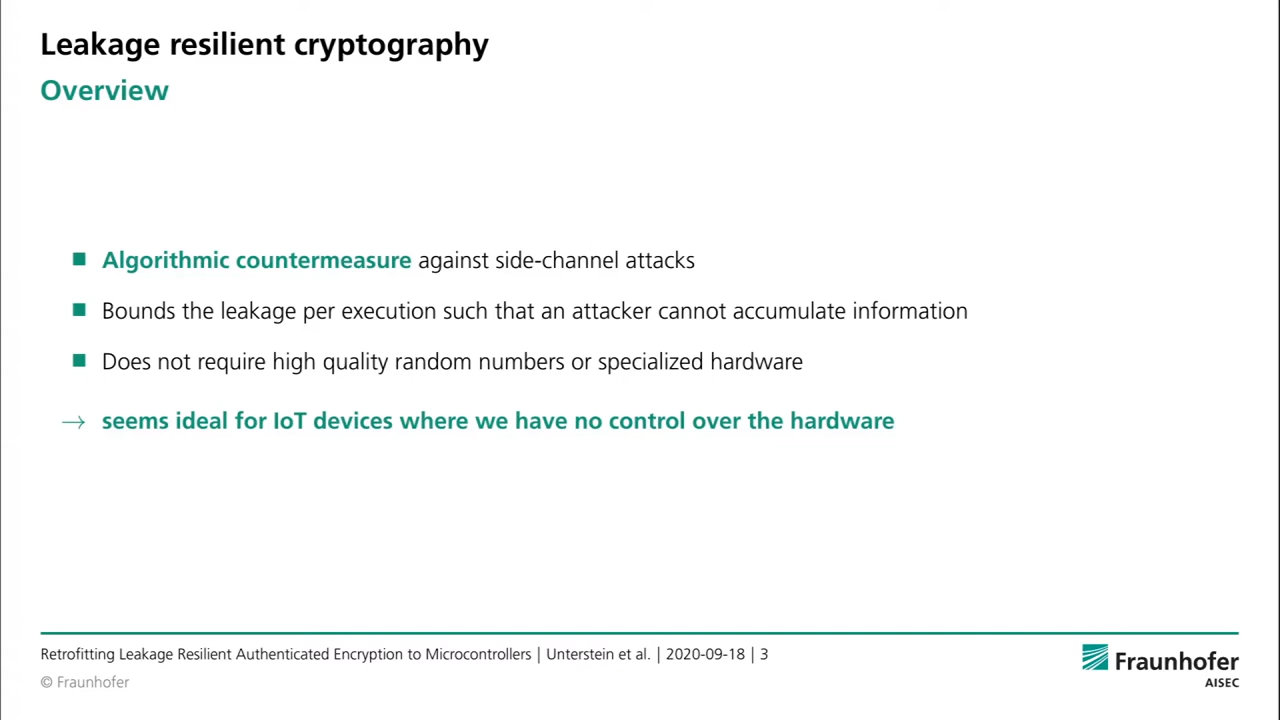 Leakage resilient cryptography
Overview
Algorithmic countermeasure against side-channel attacks
Bounds the leakage per execution such that an attacker cannot accumulate information
Does not require high quality random numbers or specialized hardware
→ seems ideal for IoT devices where we have no control over the hardware
Retrofitting Leakage Resilient Authenticated Encryption to Microcontrollers | Unterstein et al. | 2020-09-18 | 3
© Fraunhofer
Fraunhofer
AISEC